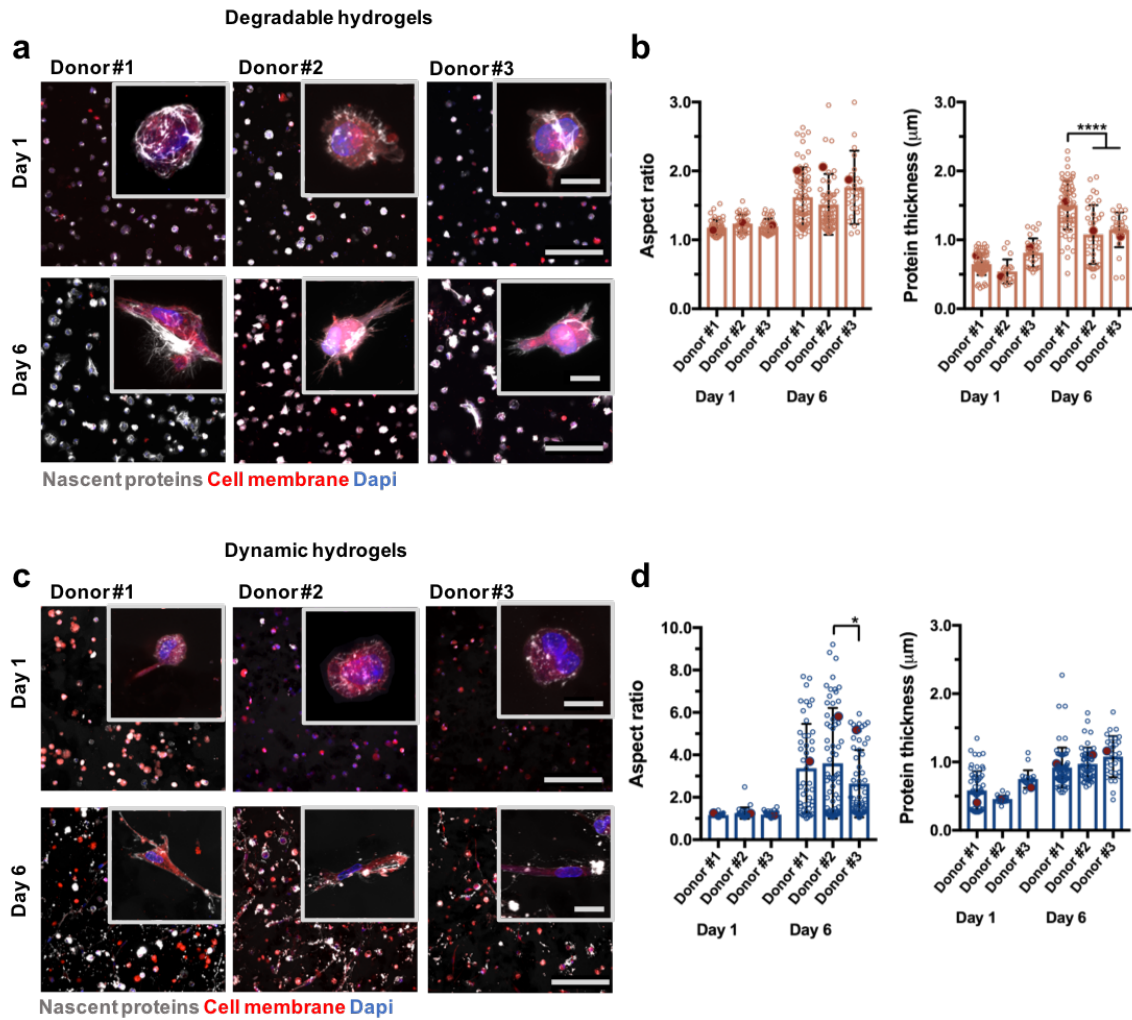 Degradable hydrogels
a
Donor #1 Donor #2 Donor #3
Day 1
Day 6
Nascent proteins Cell membrane Dapi
b
Aspect ratio
3.0
2.0
1.0
0.0
Donor #1 Donor #2 Donor #3 Donor #1 Donor #2 Donor #3
Day 1 Day 6
Protein thickness (μm)
3.0
2.0
1.0
0.0
****
Donor #1 Donor #2 Donor #3 Donor #1 Donor #2 Donor #3
Day 1 Day 6
Dynamic hydrogels
c
Donor #1 Donor #2 Donor #3
Day 1
Day 6
Nascent proteins Cell membrane Dapi
d
Aspect ratio
10.0
8.0
6.0
4.0
2.0
0.0
*
Donor #1 Donor #2 Donor #3 Donor #1 Donor #2 Donor #3
Day 1 Day 6
Protein thickness (μm)
3.0
2.0
1.0
0.0
Donor #1 Donor #2 Donor #3 Donor #1 Donor #2 Donor #3
Day 1 Day 6